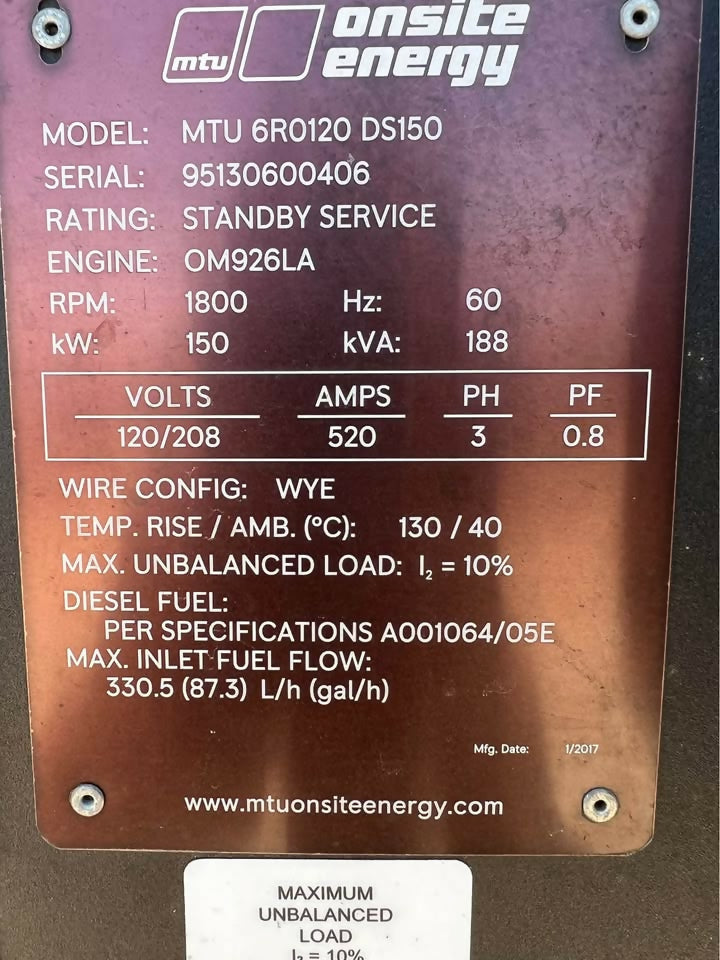 mtu onsite
energy
MODEL: MTU 6R0120 DS150
SERIAL: 95130600406
RATING: STANDBY SERVICE
ENGINE: OM926LA
RPM: 1800 Hz: 60
kW: 150 kVA: 188
VOLTS AMPS PH PF
120/208 520 3 0.8
WIRE CONFIG: WYE
TEMP. RISE / AMB. (ºC): 130 / 40
MAX. UNBALANCED LOAD: I₂ = 10%
DIESEL FUEL:
PER SPECIFICATIONS A001064/05E
MAX. INLET FUEL FLOW:
330.5 (87.3) L/h (gal/h)
Mfg. Date: 1/2017
www.mtuonsiteenergy.com
MAXIMUM
UNBALANCED
LOAD
I₂ = 10%